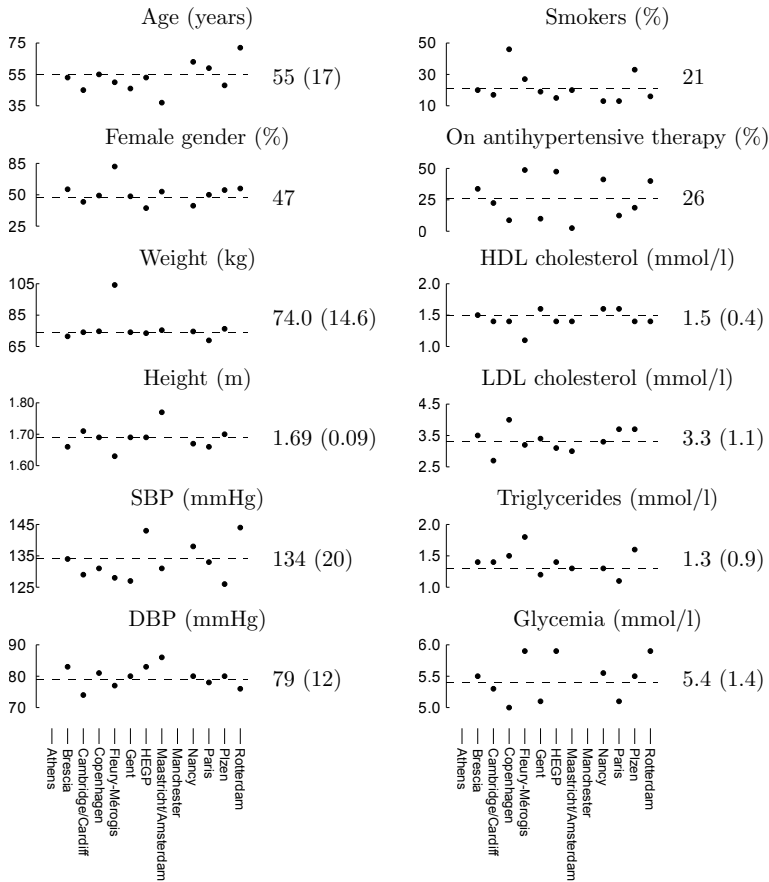 Age (years)
75
55
35
55 (17)
Female gender (%)
85
50
25
47
Weight (kg)
105
85
65
74.0 (14.6)
Height (m)
1.80
1.70
1.60
1.69 (0.09)
SBP (mmHg)
145
135
125
134 (20)
DBP (mmHg)
90
80
70
79 (12)
Athens
Brescia
Cambridge/Cardiff
Copenhagen
Fleury-Mérogis
Gent
HEGP
Maastricht/Amsterdam
Manchester
Nancy
Paris
Plzen
Rotterdam
Smokers (%)
50
30
10
21
On antihypertensive therapy (%)
50
25
0
26
HDL cholesterol (mmol/l)
2.0
1.5
1.0
1.5 (0.4)
LDL cholesterol (mmol/l)
4.5
3.5
2.5
3.3 (1.1)
Triglycerides (mmol/l)
2.0
1.5
1.0
1.3 (0.9)
Glycemia (mmol/l)
6.0
5.5
5.0
5.4 (1.4)
Athens
Brescia
Cambridge/Cardiff
Copenhagen
Fleury-Mérogis
Gent
HEGP
Maastricht/Amsterdam
Manchester
Nancy
Paris
Plzen
Rotterdam